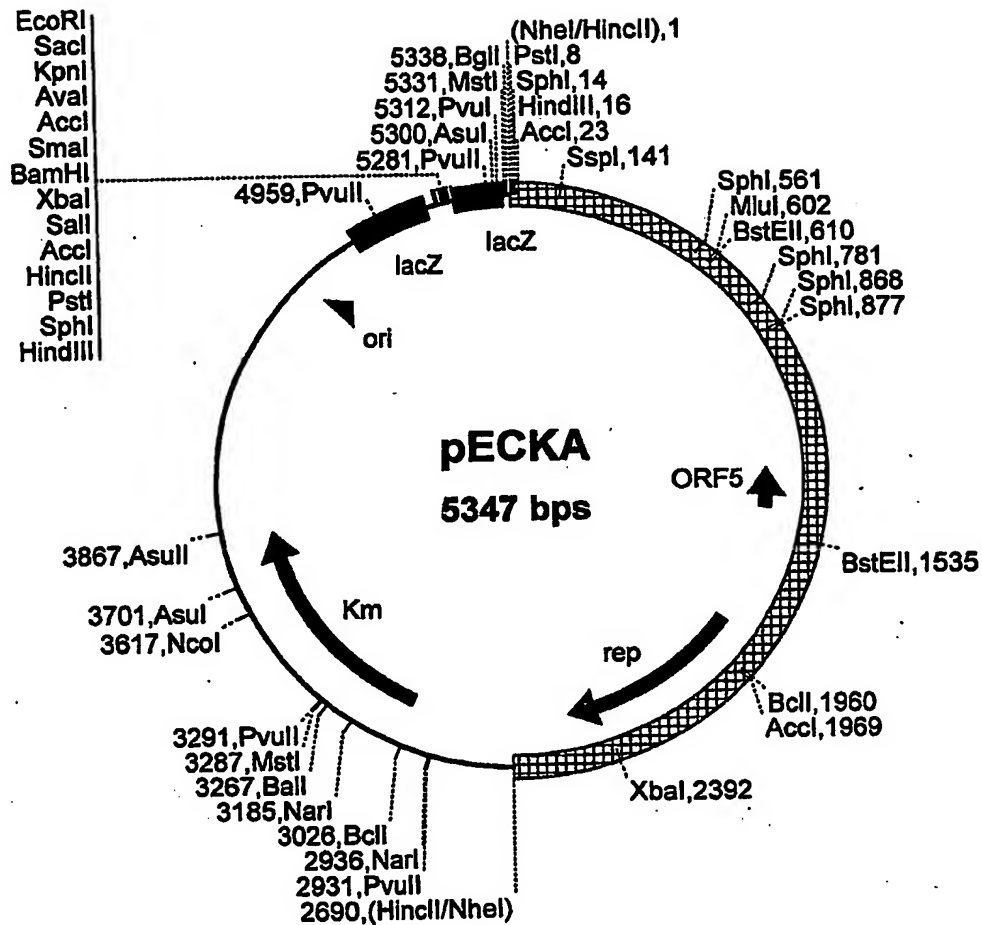 EcoRI
SacI
KpnI
AvaI
AccI
SmaI
BamHI
XbaI
SalI
AccI
HincII
PstI
SphI
HindIII
4959,PvuII
5281,PvuII
5300,AsuI
5312,PvuI
5331,MstI
5338,BglI
(NheI/HincII),1
PstI,8
SphI,14
HindIII,16
AccI,23
SspI,141
SphI,561
MluI,602
BstEII,610
SphI,781
SphI,868
SphI,877
lacZ
lacZ
ori
pECKA
5347 bps
ORF5
BstEII,1535
rep
BclI,1960
AccI,1969
XbaI,2392
Km
3867,AsuII
3701,AsuI
3617,NcoI
3291,PvuII
3287,MstI
3267,BalI
3185,NarI
3026,BclI
2936,NarI
2931,PvuII
2690,(HincII/NheI)